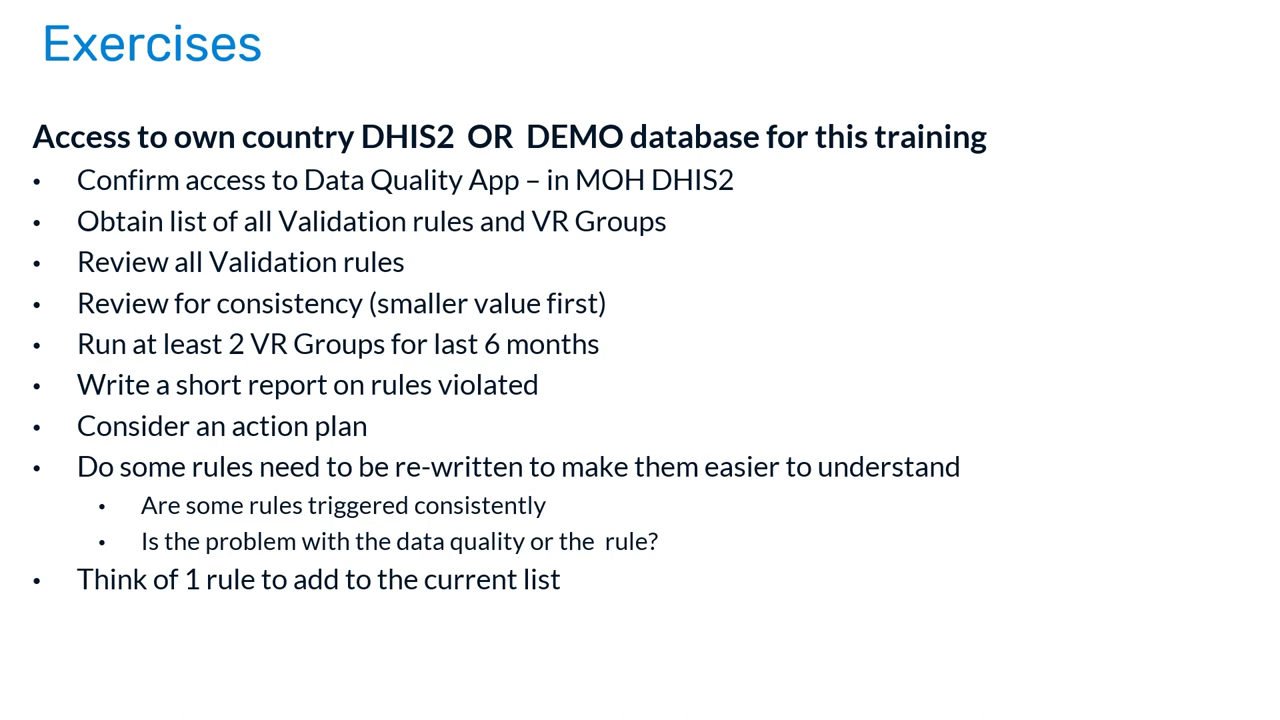 Exercises
Access to own country DHIS2  OR  DEMO database for this training
• Confirm access to Data Quality App – in MOH DHIS2
• Obtain list of all Validation rules and VR Groups
• Review all Validation rules
• Review for consistency (smaller value first)
• Run at least 2 VR Groups for last 6 months
• Write a short report on rules violated
• Consider an action plan
• Do some rules need to be re-written to make them easier to understand
• Are some rules triggered consistently
• Is the problem with the data quality or the  rule?
• Think of 1 rule to add to the current list